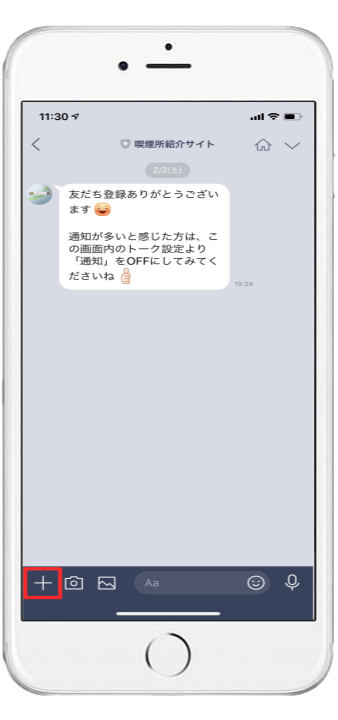 11:30
喫煙所紹介サイト
2/2(土)
友だち登録ありがとうござい
ます😆
通知が多いと感じた方は、こ
の画面内のトーク設定より
「通知」をOFFにしてみてく
ださいね👍
19:28
Aa